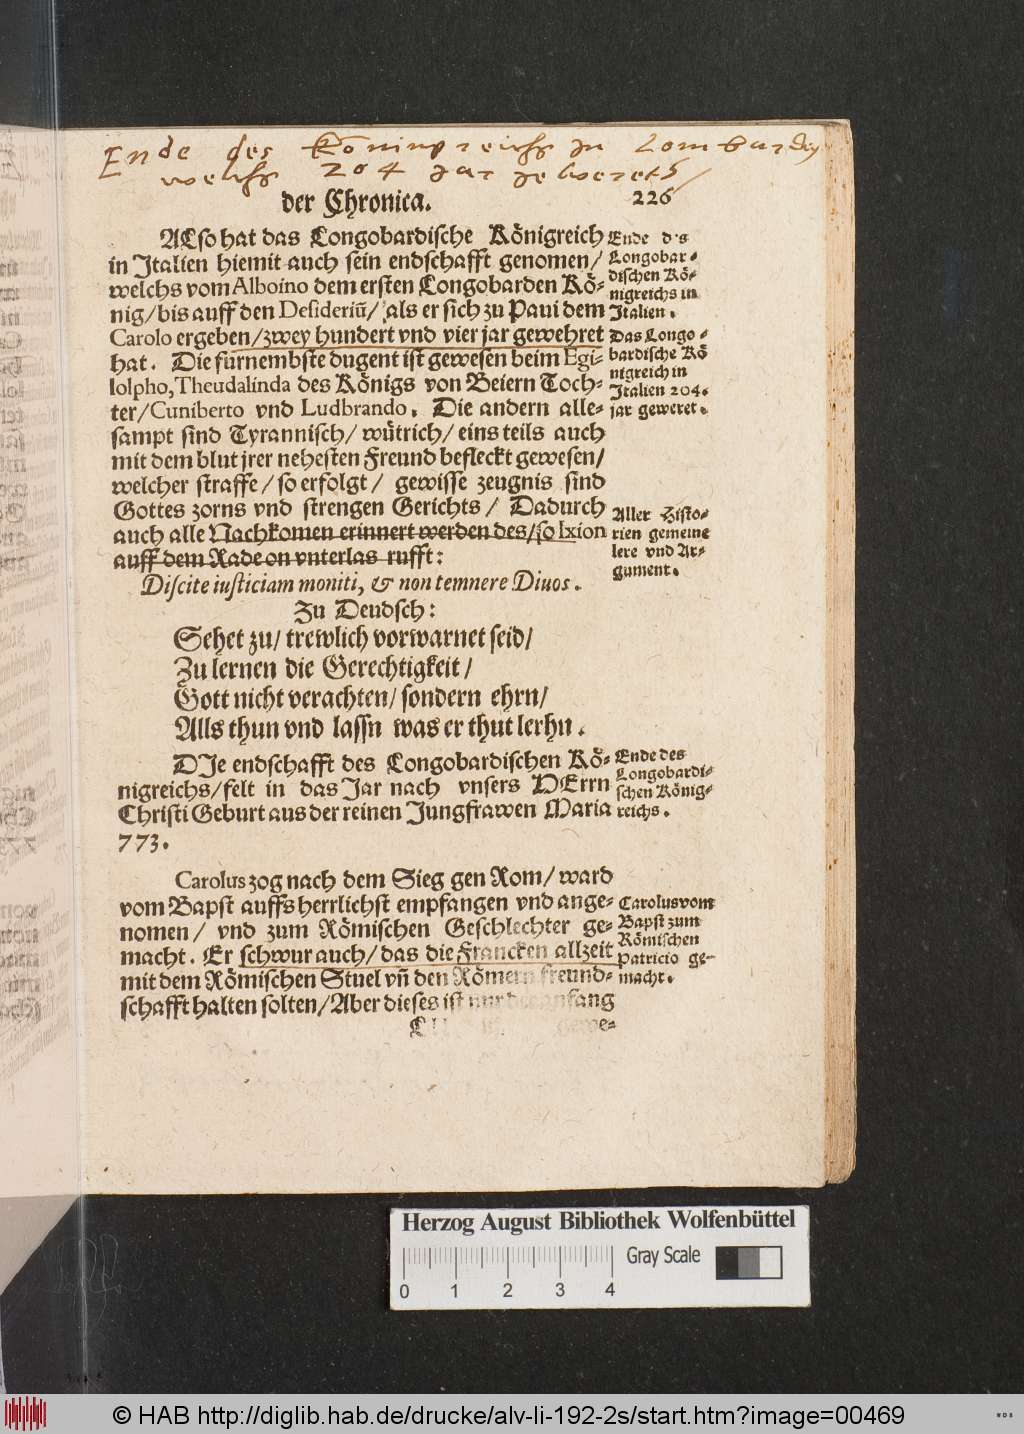 Ende des Köningreichs in Lombardey
welchs 204 Jar gewerets
der Chronica. 226
ALso hat das Longobardische Königreich
in Italien hiemit auch sein endschafft genomen/
welchs vom Alboino dem ersten Longobarden Kö-
nig/bis auff den Desideriū/ als er sich zu Paui dem
Carolo ergeben/zwey hundert vnd vier jar gewehret
hat. Die fürnembste dugent ist gewesen beim Egi-
lolpho, Theudalinda des Königs von Beiern Toch-
ter/Cuniberto vnd Ludbrando. Die andern alle-
sampt sind Tyrannisch/ wütrich/ eins teils auch
mit dem blut jrer nehesten Freund befleckt gewesen/
welcher straffe/ so erfolgt/ gewisse zeugnis sind
Gottes zorns vnd strengen Gerichts/ Dadurch
auch alle Nachkomen erinnert werden des/so Ixion
auff dem Rade on vnterlas rufft:
Discite iusticiam moniti, & non temnere Diuos.
Zu Deudsch:
Sehet zu/ trewlich vorwarnet seid/
Zu lernen die Gerechtigkeit/
Gott nicht verachten/ sondern ehrn/
Alls thun vnd lassn was er thut lerhn.
DIe endschafft des Longobardischen Kö-
nigreichs/felt in das Jar nach vnsers HErrn
Christi Geburt aus der reinen Jungfrawen Maria
773.
Carolus zog nach dem Sieg gen Rom/ ward
vom Bapst auffs herrlichst empfangen vnd ange-
nomen/ vnd zum Römischen Geschlechter ge-
macht. Er schwur auch/das die Francken allzeit
mit dem Römischen Stuel vñ den Römern freund-
schafft halten solten/Aber dieses ist nur der anfang
gewe-
Ende des
Longobar-
dischen Kö-
nigreichs in
Italien.
Das Longo-
bardische Kö
nigreich in
Italien 204.
jar geweret.
Aller Histo-
rien gemeine
lere vnd Ar-
gument.
Ende des
Longobardi-
schen König-
reichs.
Carolus vom
Bapst zum
Römischen
Patricio ge-
macht.
Herzog August Bibliothek Wolfenbüttel
Gray Scale
0 1 2 3 4
© HAB http://diglib.hab.de/drucke/alv-li-192-2s/start.htm?image=00469